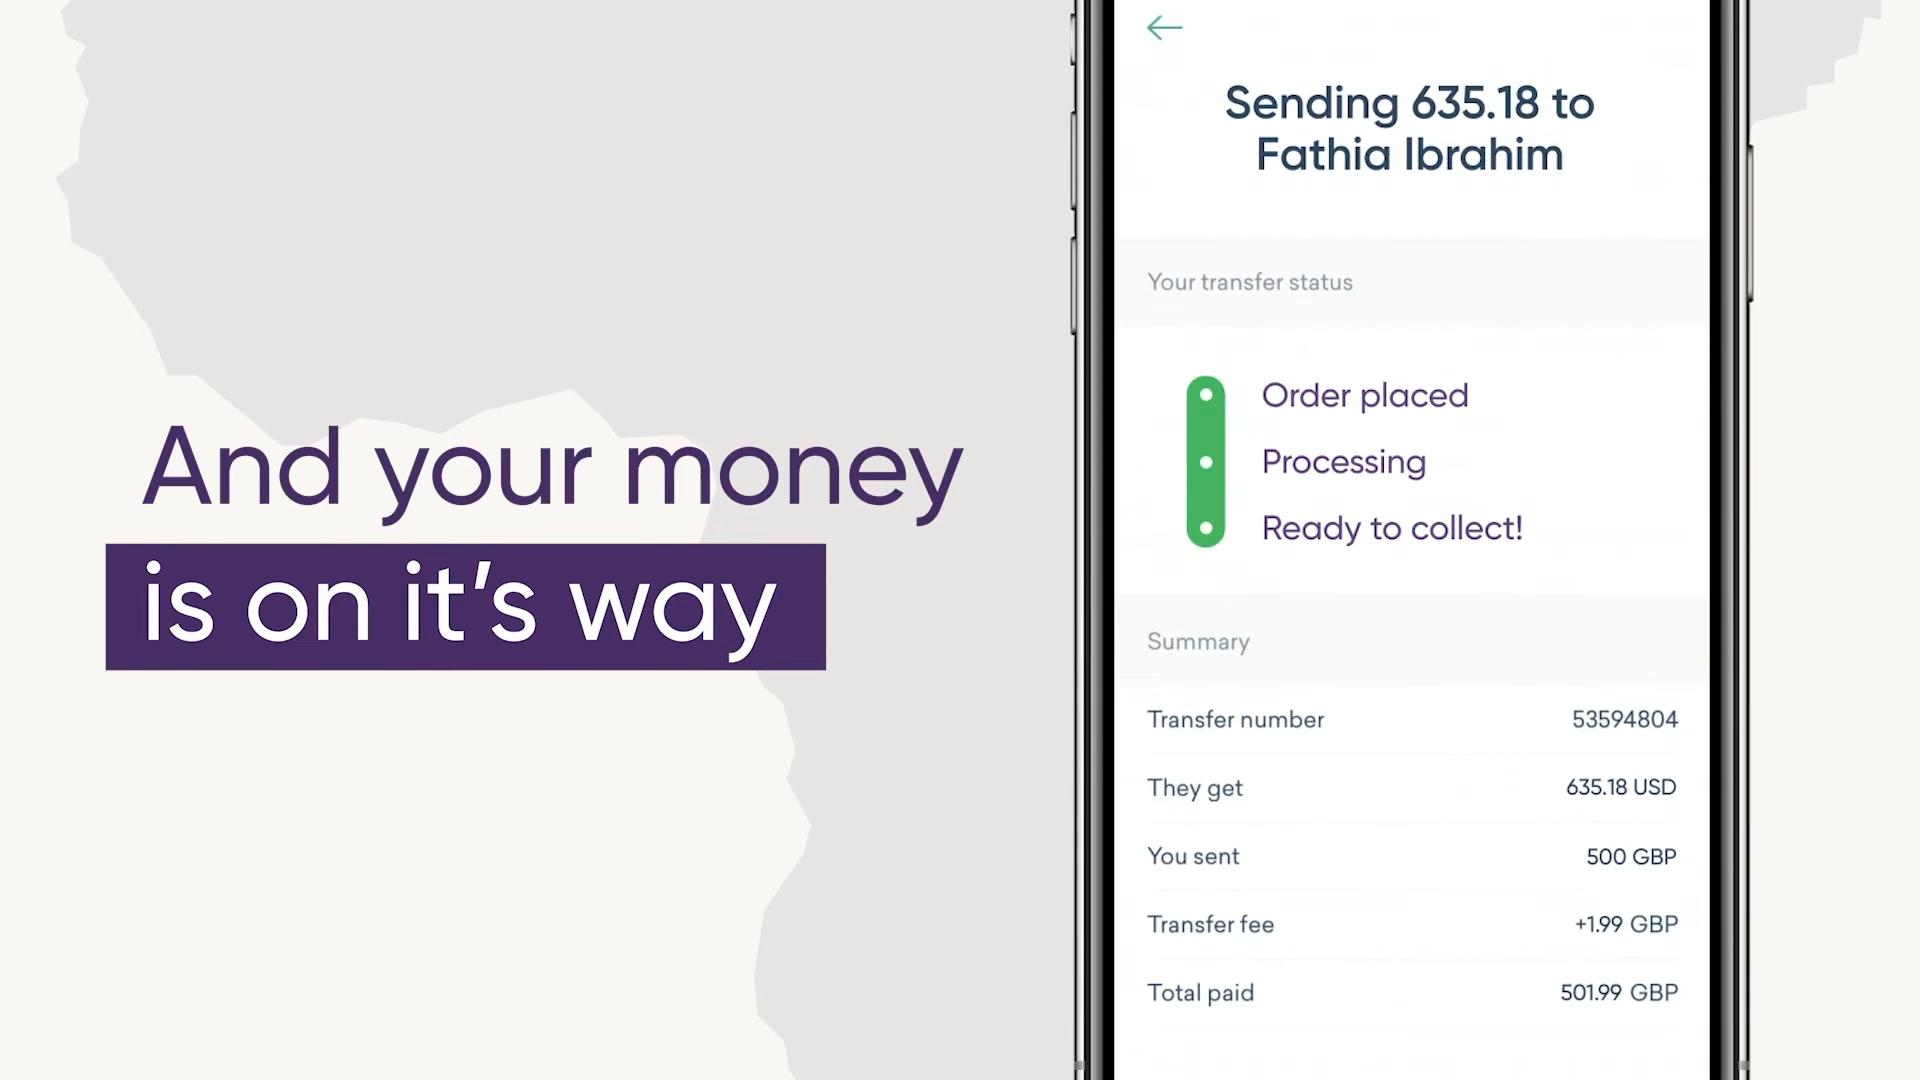 And your money
is on it’s way
Sending 635.18 to
Fathia Ibrahim
Your transfer status
Order placed
Processing
Ready to collect!
Summary
Transfer number 53594804
They get 635.18 USD
You sent 500 GBP
Transfer fee +1.99 GBP
Total paid 501.99 GBP